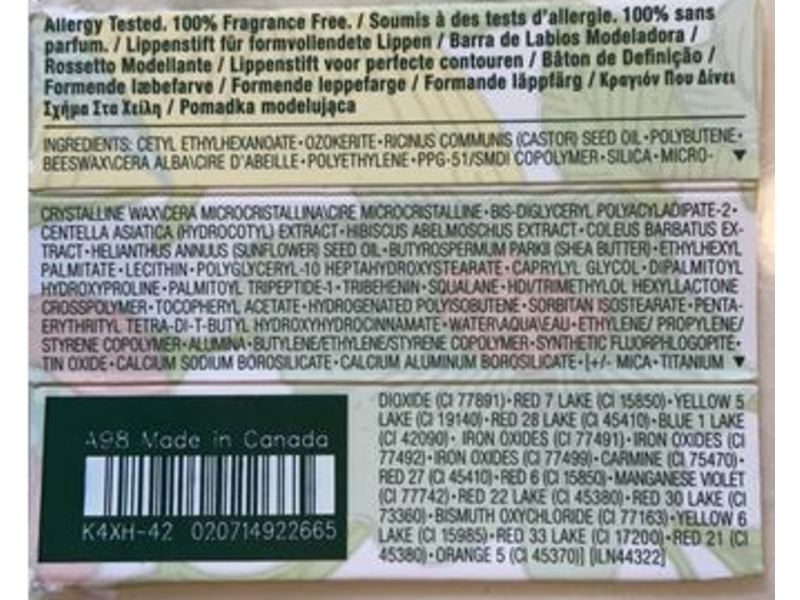 Allergy Tested. 100% Fragrance Free. / Soumis à des tests d'allergie. 100% sans
parfum. / Lippenstift für formvollendete Lippen / Barra de Labios Modeladora /
Rossetto Modellante / Lippenstift voor perfecte contouren / Bâton de Definição /
Formende læbefarve / Formende leppefarge / Formande läppfärg / Κραγιόν Που Δίνει
Σχήμα Στα Χείλη / Pomadka modelująca
INGREDIENTS: CETYL ETHYLHEXANOATE • OZOKERITE • RICINUS COMMUNIS (CASTOR) SEED OIL • POLYBUTENE •
BEESWAX\CERA ALBA\CIRE D'ABEILLE • POLYETHYLENE • PPG-51/SMDI COPOLYMER • SILICA • MICRO- ▼
CRYSTALLINE WAX\CERA MICROCRISTALLINA\CIRE MICROCRISTALLINE • BIS-DIGLYCERYL POLYACYLADIPATE-2 •
CENTELLA ASIATICA (HYDROCOTYL) EXTRACT • HIBISCUS ABELMOSCHUS EXTRACT • COLEUS BARBATUS EX-
TRACT • HELIANTHUS ANNUUS (SUNFLOWER) SEED OIL • BUTYROSPERMUM PARKII (SHEA BUTTER) • ETHYLHEXYL
PALMITATE • LECITHIN • POLYGLYCERYL-10 HEPTAHYDROXYSTEARATE • CAPRYLYL GLYCOL • DIPALMITOYL
HYDROXYPROLINE • PALMITOYL TRIPEPTIDE-1 • TRIBEHENIN • SQUALANE • HDI/TRIMETHYLOL HEXYLLACTONE
CROSSPOLYMER • TOCOPHERYL ACETATE • HYDROGENATED POLYISOBUTENE • SORBITAN ISOSTEARATE • PENTA-
ERYTHRITYL TETRA-DI-T-BUTYL HYDROXYHYDROCINNAMATE • WATER\AQUA\EAU • ETHYLENE/ PROPYLENE/
STYRENE COPOLYMER • ALUMINA • BUTYLENE/ETHYLENE/STYRENE COPOLYMER • SYNTHETIC FLUORPHLOGOPITE •
TIN OXIDE • CALCIUM SODIUM BOROSILICATE • CALCIUM ALUMINUM BOROSILICATE • [+/- MICA • TITANIUM ▼
DIOXIDE (CI 77891) • RED 7 LAKE (CI 15850) • YELLOW 5
LAKE (CI 19140) • RED 28 LAKE (CI 45410) • BLUE 1 LAKE
(CI 42090) • IRON OXIDES (CI 77491) • IRON OXIDES (CI
77492) • IRON OXIDES (CI 77499) • CARMINE (CI 75470) •
RED 27 (CI 45410) • RED 6 (CI 15850) • MANGANESE VIOLET
(CI 77742) • RED 22 LAKE (CI 45380) • RED 30 LAKE (CI
73360) • BISMUTH OXYCHLORIDE (CI 77163) • YELLOW 6
LAKE (CI 15985) • RED 33 LAKE (CI 17200) • RED 21 (CI
45380) • ORANGE 5 (CI 45370)] [ILN44322]
A98 Made in Canada
K4XH-42 020714922665